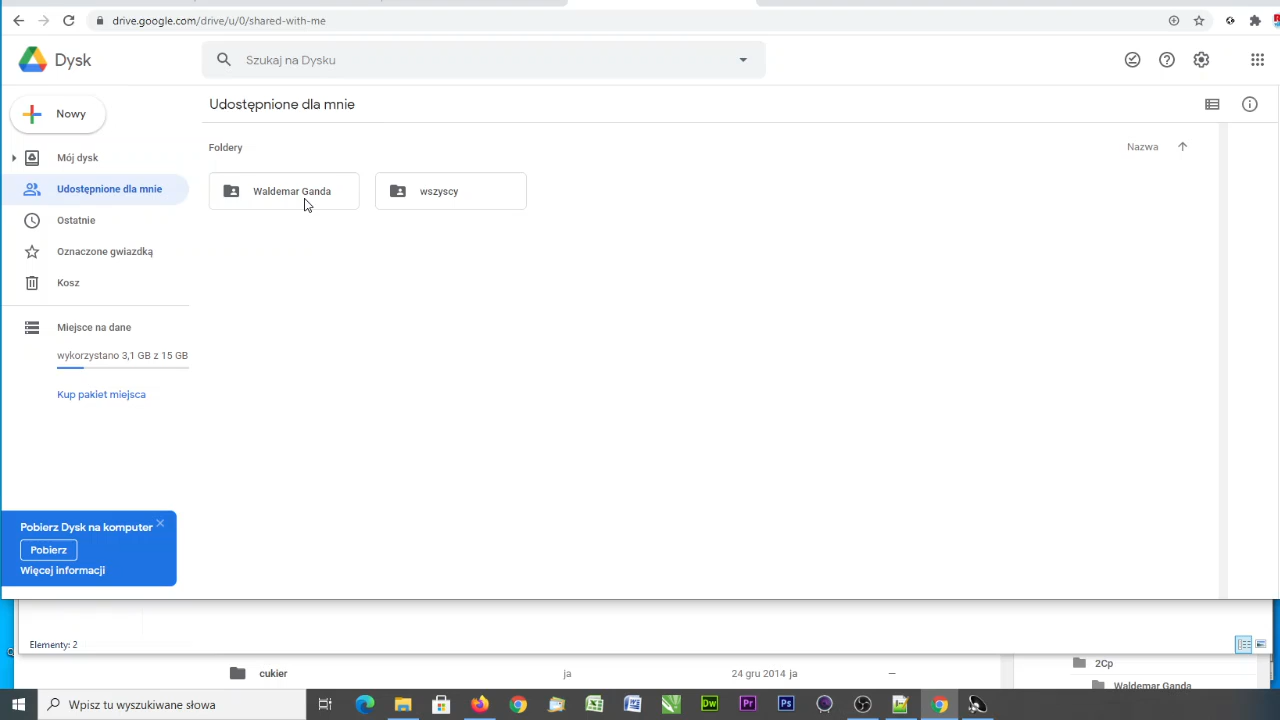 drive.google.com/drive/u/0/shared-with-me
Dysk
Szukaj na Dysku
Nowy
Udostępnione dla mnie
Mój dysk
Foldery
Nazwa
Udostępnione dla mnie
Waldemar Ganda
wszyscy
Ostatnie
Oznaczone gwiazdką
Kosz
Miejsce na dane
wykorzystano 3,1 GB z 15 GB
Kup pakiet miejsca
Pobierz Dysk na komputer
Pobierz
Więcej informacji
Elementy: 2
cukier ja 24 gru 2014 ja —
2Cp
Waldemar Ganda
Wpisz tu wyszukiwane słowa
Dw
Pr
Ps